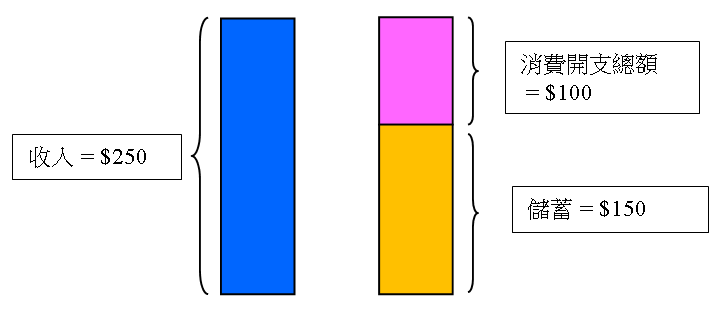 收入 = $250
消費開支總額
= $100
儲蓄 = $150